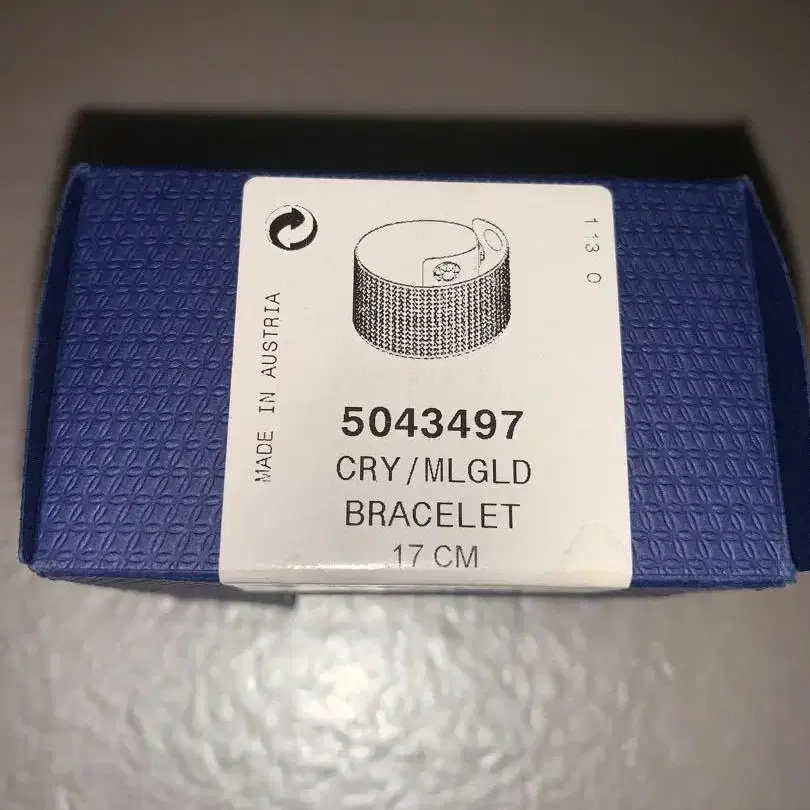 MADE IN AUSTRIA
113 0
5043497
CRY/MLGLD
BRACELET
17 CM